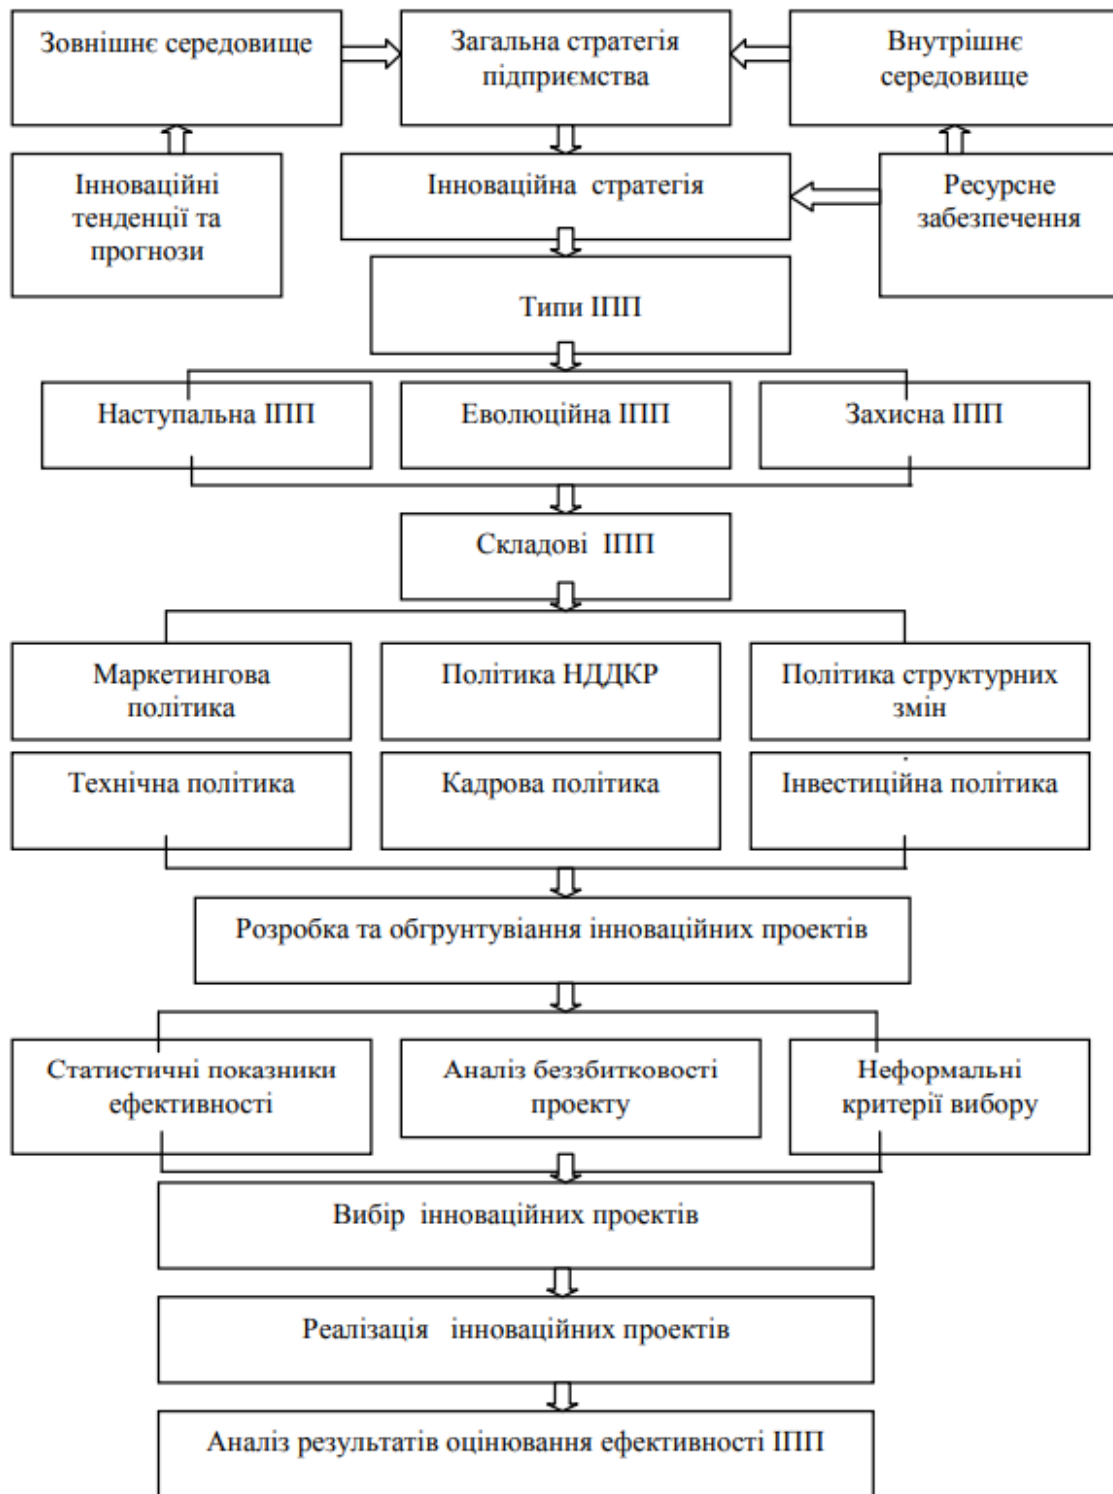 Зовнішнє середовище
Загальна стратегія
підприємства
Внутрішнє
середовище
Інноваційні
тенденції та
прогнози
Інноваційна стратегія
Ресурсне
забезпечення
Типи ІПП
Наступальна ІПП
Еволюційна ІПП
Захисна ІПП
Складові ІПП
Маркетингова
політика
Політика НДДКР
Політика структурних
змін
Технічна політика
Кадрова політика
Інвестиційна політика
Розробка та обгрунтувіання інноваційних проектів
Статистичні показники
ефективності
Аналіз беззбитковості
проекту
Неформальні
критерії вибору
Вибір інноваційних проектів
Реалізація інноваційних проектів
Аналіз результатів оцінювання ефективності ІПП